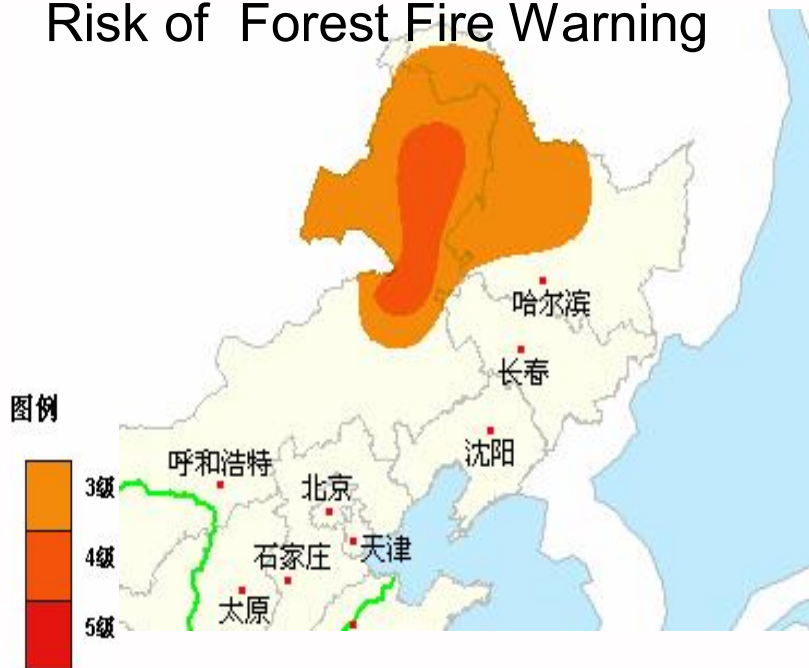 Risk of Forest Fire Warning
哈尔滨
长春
图例
沈阳
呼和浩特
3级
北京
天津
4级
石家庄
太原
5级